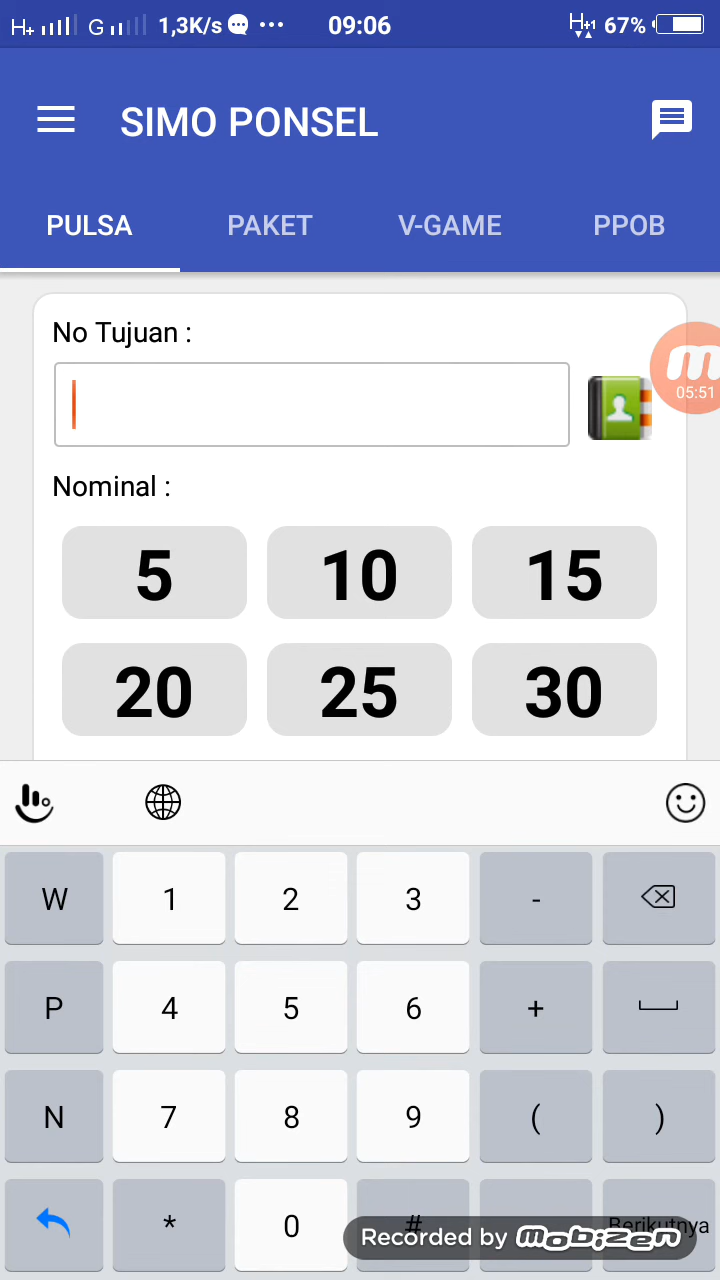 H+ G 1,3K/s 09:06 H+1 67%
SIMO PONSEL
PULSA PAKET V-GAME PPOB
No Tujuan :
05:51
Nominal :
5 10 15
20 25 30
W 1 2 3 -
P 4 5 6 +
N 7 8 9 ( )
* 0 # Berikutnya
Recorded by mobizen